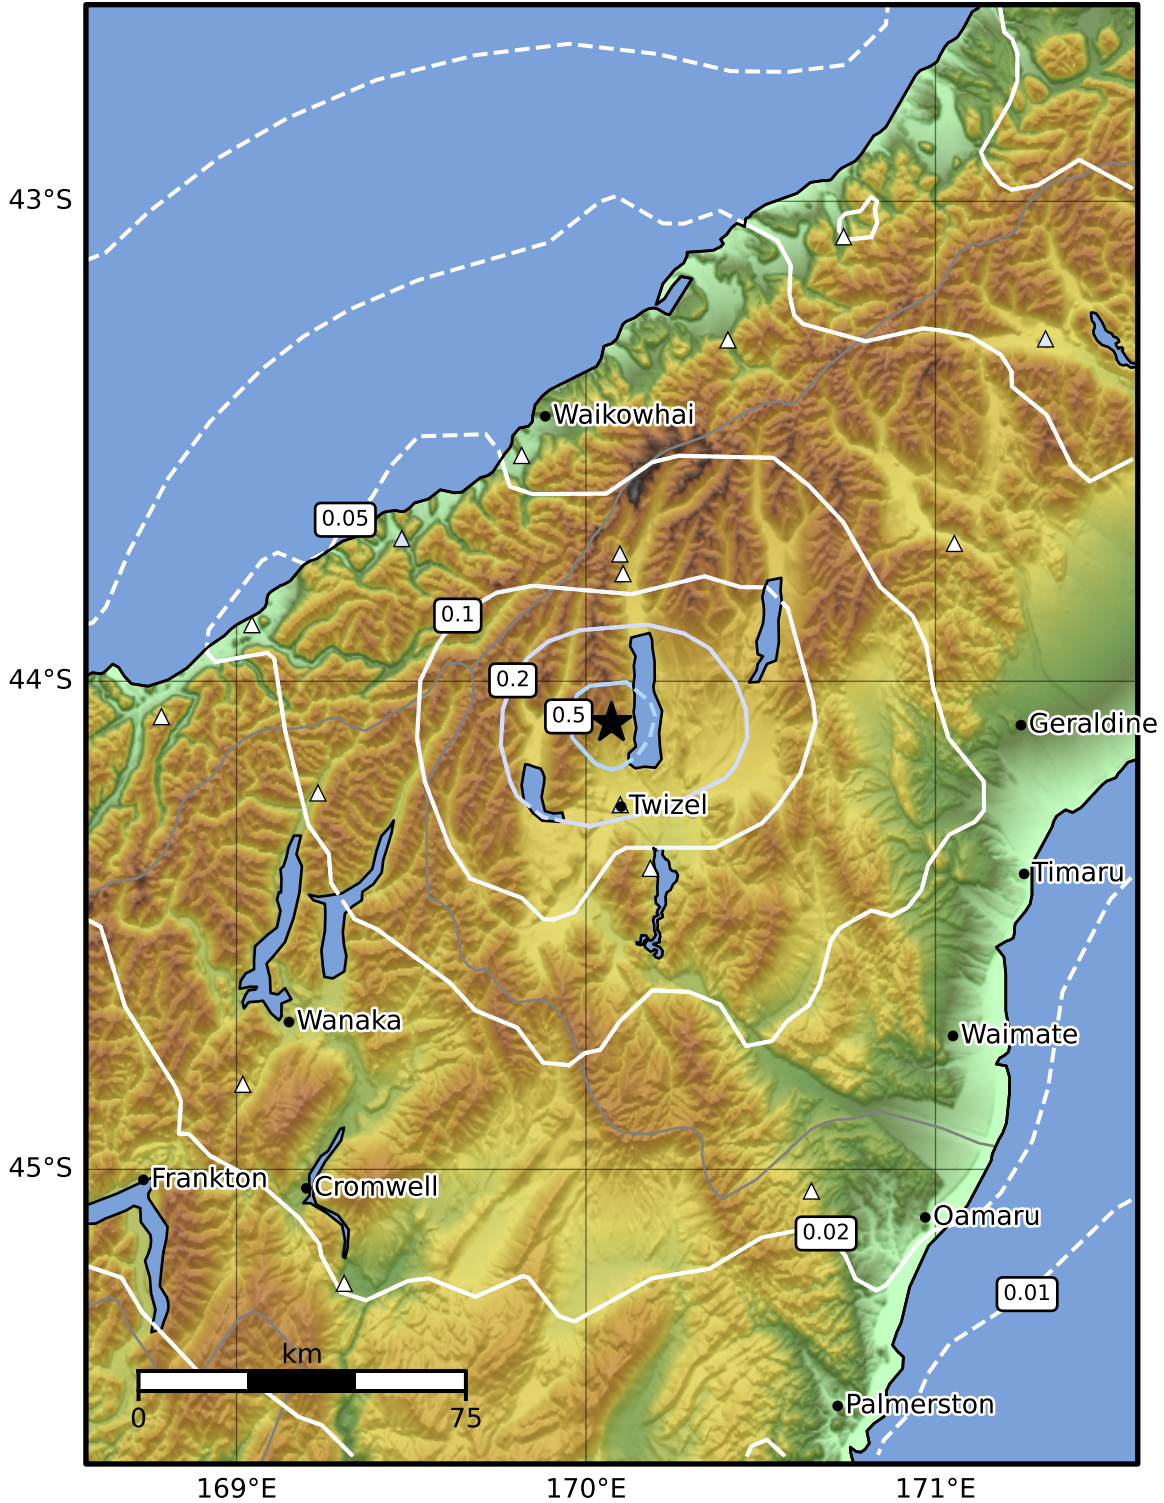 43°S
Waikowhai
0.05
0.1
0.2
44°S
0.5
Geraldine
Twizel
Timaru
Wanaka
Waimate
45°S
Frankton
Cromwell
Oamaru
0.02
0.01
km
Palmerston
0 75
169°E 170°E 171°E